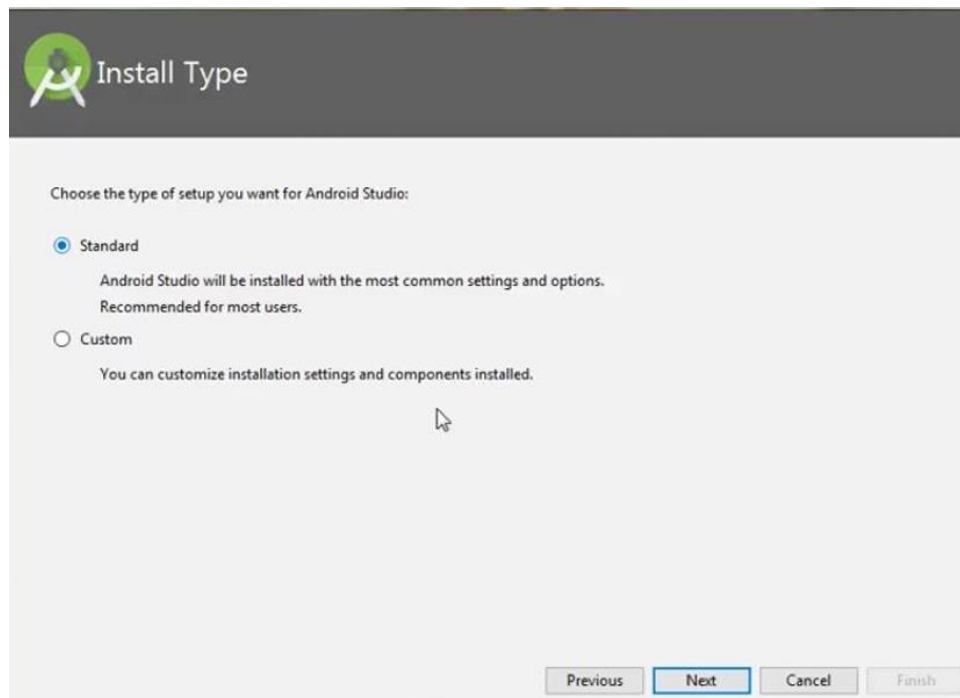 Install Type
Choose the type of setup you want for Android Studio:
Standard
Android Studio will be installed with the most common settings and options.
Recommended for most users.
Custom
You can customize installation settings and components installed.
Previous Next Cancel Finish